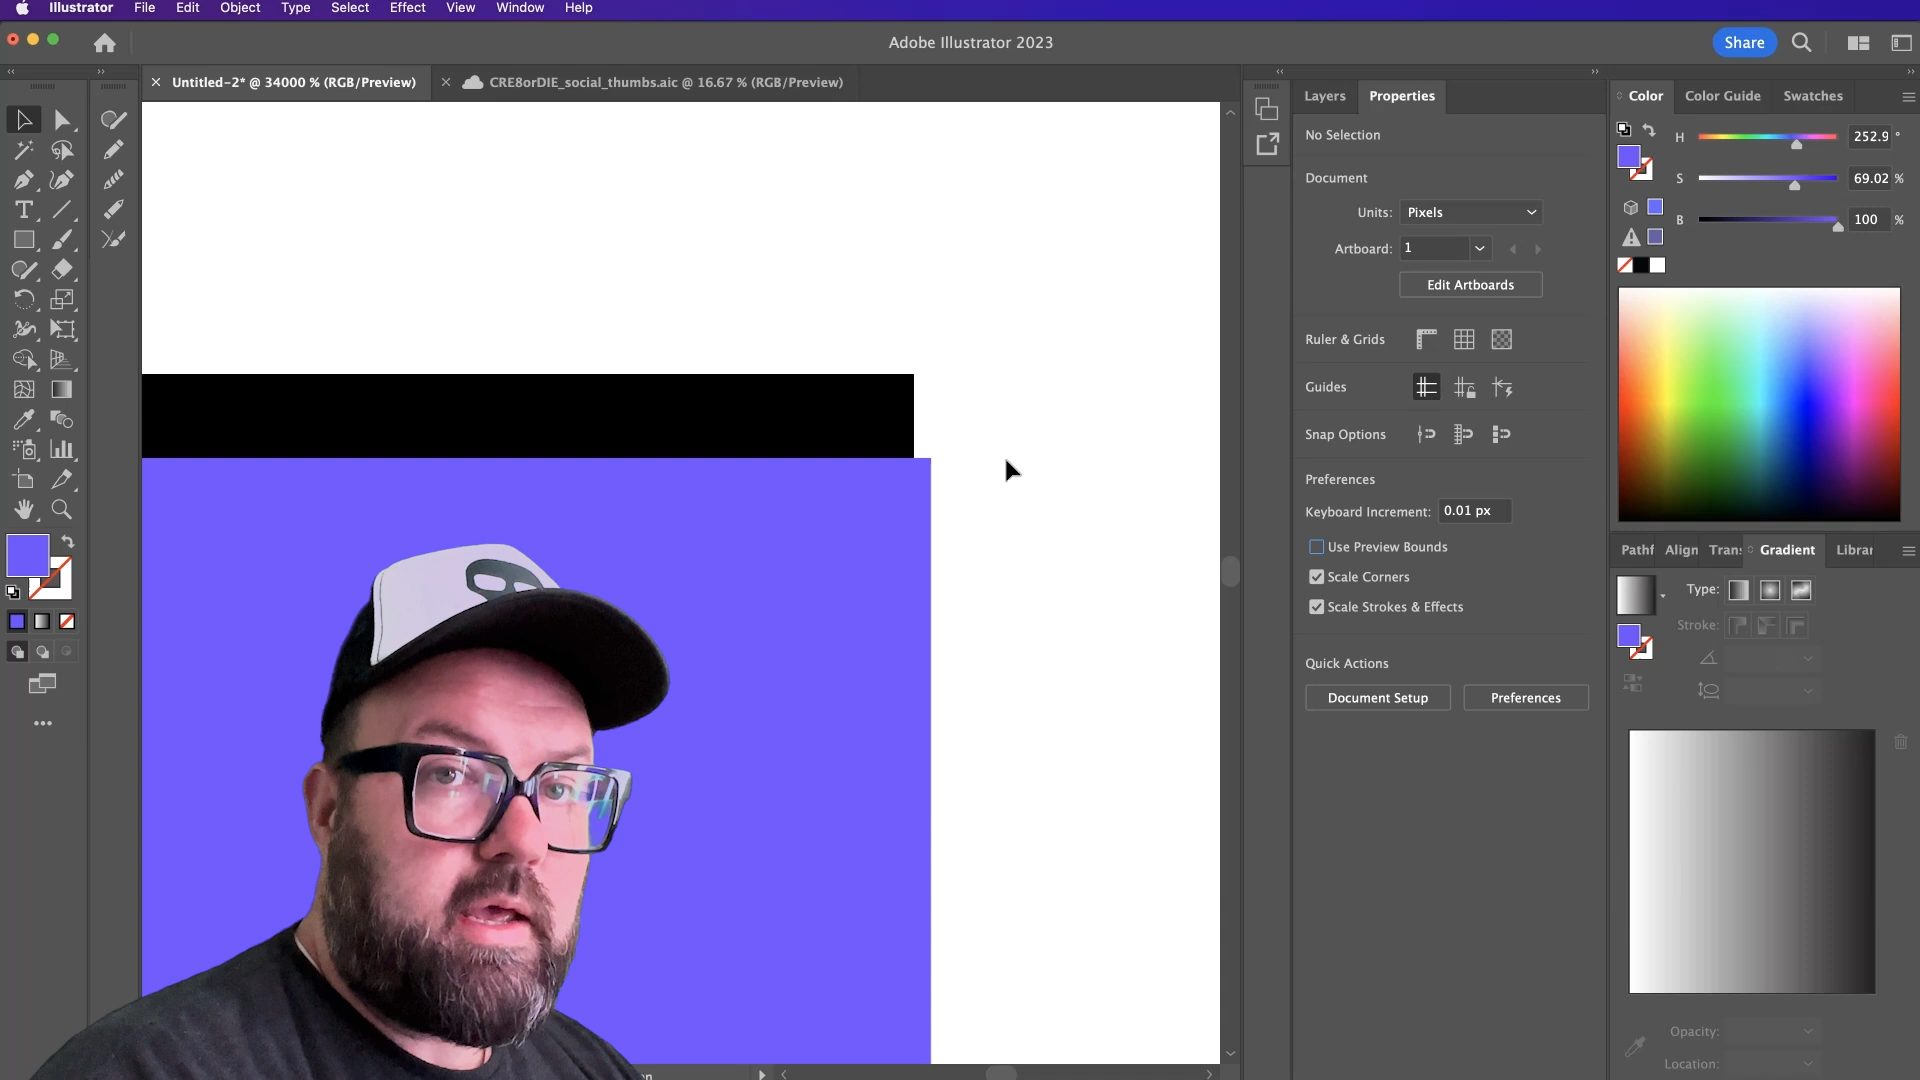 Illustrator File Edit Object Type Select Effect View Window Help
Adobe Illustrator 2023
Share
Untitled-2* @ 34000 % (RGB/Preview)
CRE8orDIE_social_thumbs.aic @ 16.67 % (RGB/Preview)
Layers Properties
No Selection
Document
Units: Pixels
Artboard: 1
Edit Artboards
Ruler & Grids
Guides
Snap Options
Preferences
Keyboard Increment: 0.01 px
Use Preview Bounds
Scale Corners
Scale Strokes & Effects
Quick Actions
Document Setup Preferences
Color Color Guide Swatches
H 252.9 °
S 69.02 %
B 100 %
Pathf Align Trans Gradient Librar
Type:
Stroke:
Opacity:
Location: